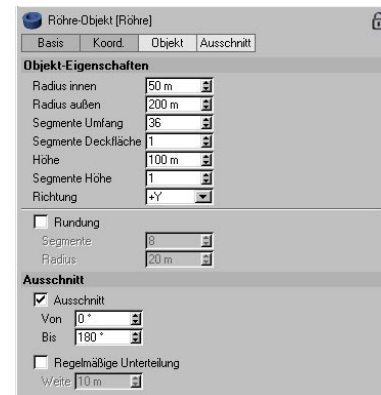 Röhre-Objekt [Röhre]
Basis Koord. Objekt Ausschnitt
Objekt-Eigenschaften
Radius innen 50 m
Radius außen 200 m
Segmente Umfang 36
Segmente Deckfläche 1
Höhe 100 m
Segmente Höhe 1
Richtung +Y
Rundung
Segmente 8
Radius 20 m
Ausschnitt
Ausschnitt
Von 0 °
Bis 180 °
Regelmäßige Unterteilung
Weite 10 m